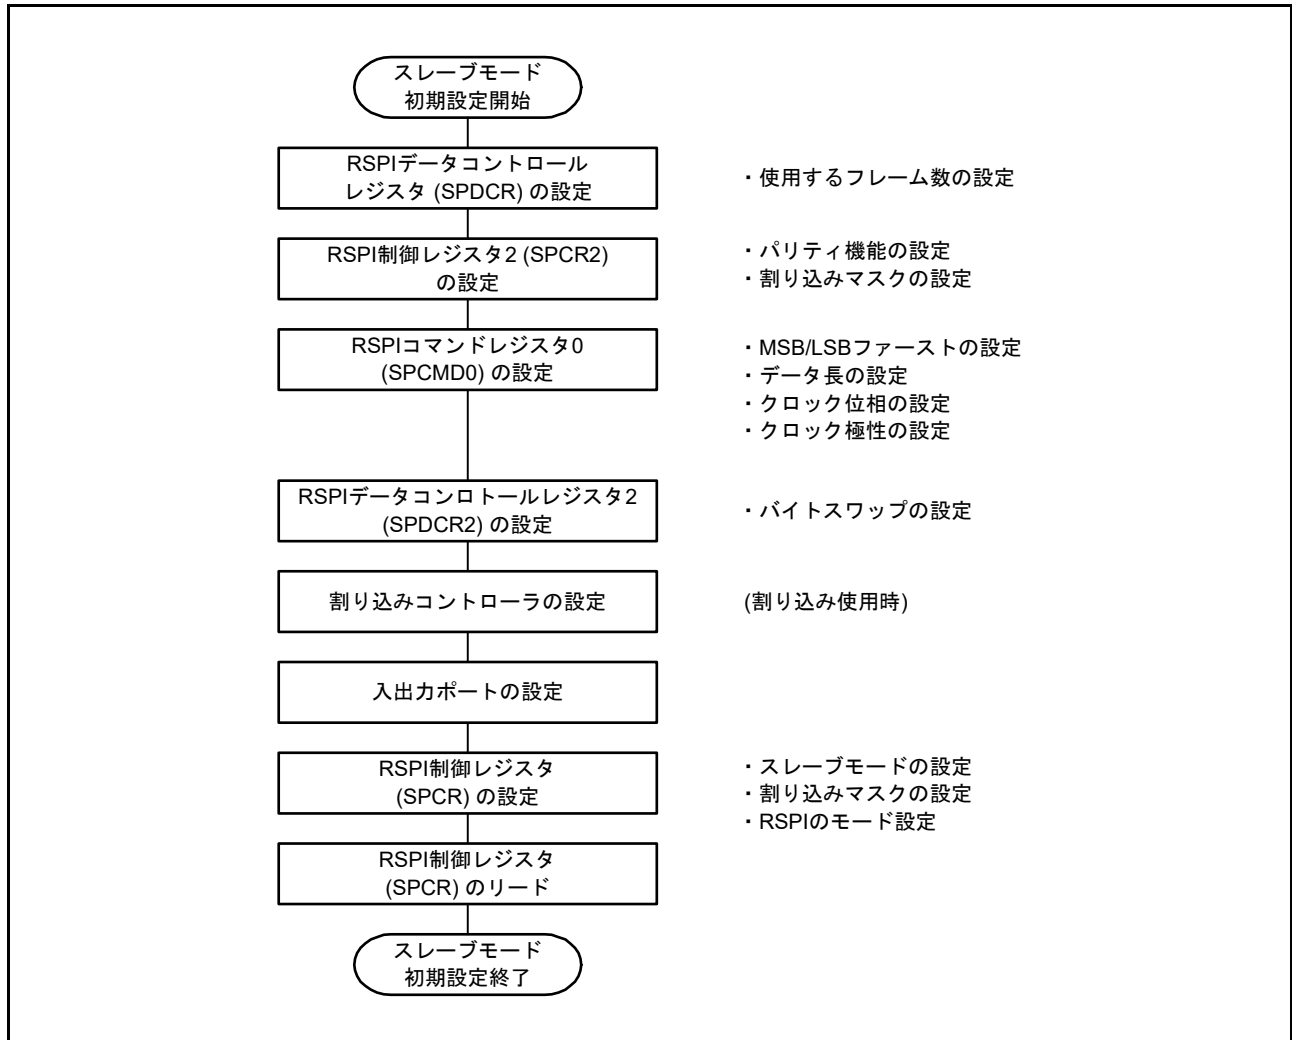 スレーブモード
初期設定開始
RSPIデータコントロール
レジスタ (SPDCR) の設定
・使用するフレーム数の設定
RSPI制御レジスタ2 (SPCR2)
の設定
・パリティ機能の設定
・割り込みマスクの設定
RSPIコマンドレジスタ0
(SPCMD0) の設定
・MSB/LSBファーストの設定
・データ長の設定
・クロック位相の設定
・クロック極性の設定
RSPIデータコンロトールレジスタ2
(SPDCR2) の設定
・バイトスワップの設定
割り込みコントローラの設定
(割り込み使用時)
入出力ポートの設定
RSPI制御レジスタ
(SPCR) の設定
・スレーブモードの設定
・割り込みマスクの設定
・RSPIのモード設定
RSPI制御レジスタ
(SPCR) のリード
スレーブモード
初期設定終了